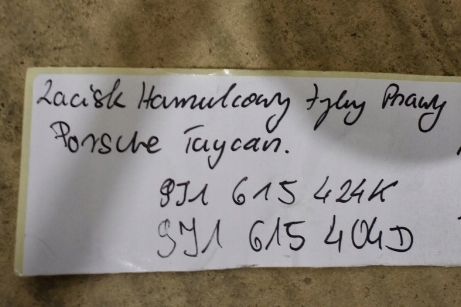 Zacisk Hamulcowy Tylny Prawy
Porsche Taycan.
9J1 615 424K
9J1 615 404D